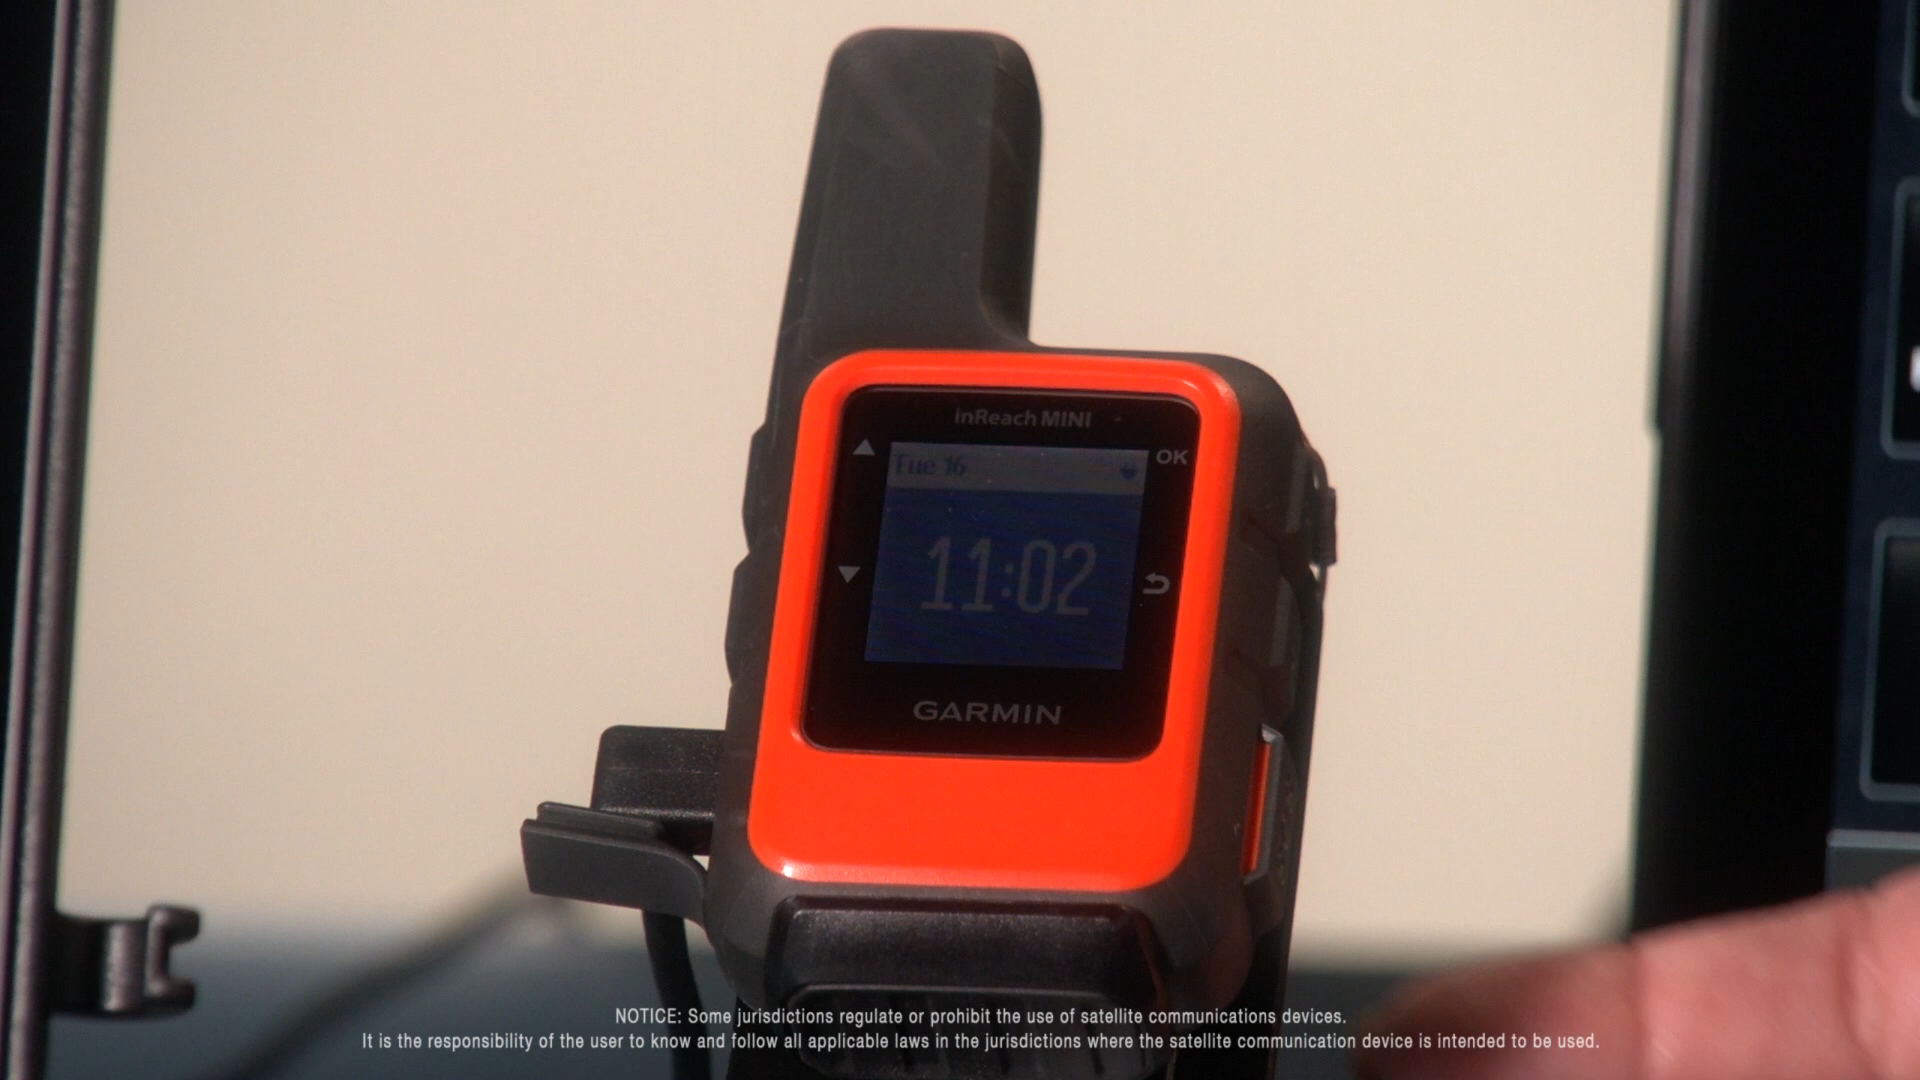 inReach MINI
OK
Tue 16
11:02
GARMIN
NOTICE: Some jurisdictions regulate or prohibit the use of satellite communications devices.
It is the responsibility of the user to know and follow all applicable laws in the jurisdictions where the satellite communication device is intended to be used.